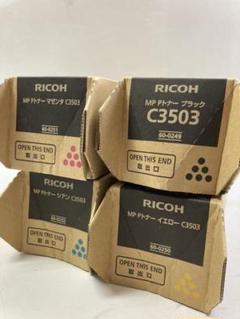 RICOH
MP Pトナー マゼンタ C3503
60-0251
OPEN THIS END
取出口
RICOH
MP Pトナー ブラック
C3503
60-0249
OPEN THIS END
取出口
RICOH
MP Pトナー シアン C3503
OPEN THIS END
取出口
RICOH
MP Pトナー イエロー C3503
60-0250
OPEN THIS END
取出口